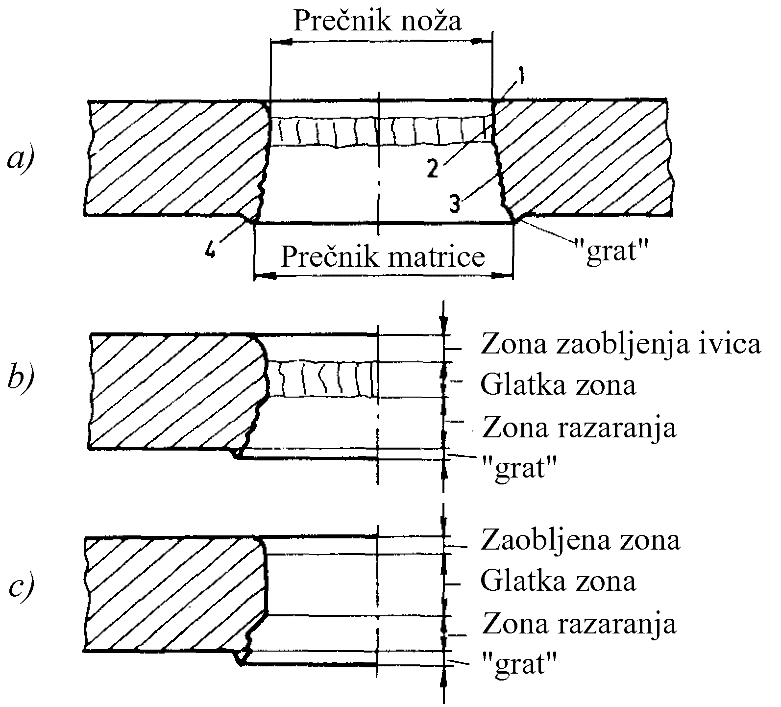 Prečnik noža
1
a)
2
3
4
"grat"
Prečnik matrice
b)
Zona zaobljenja ivica
Glatka zona
Zona razaranja
"grat"
c)
Zaobljena zona
Glatka zona
Zona razaranja
"grat"